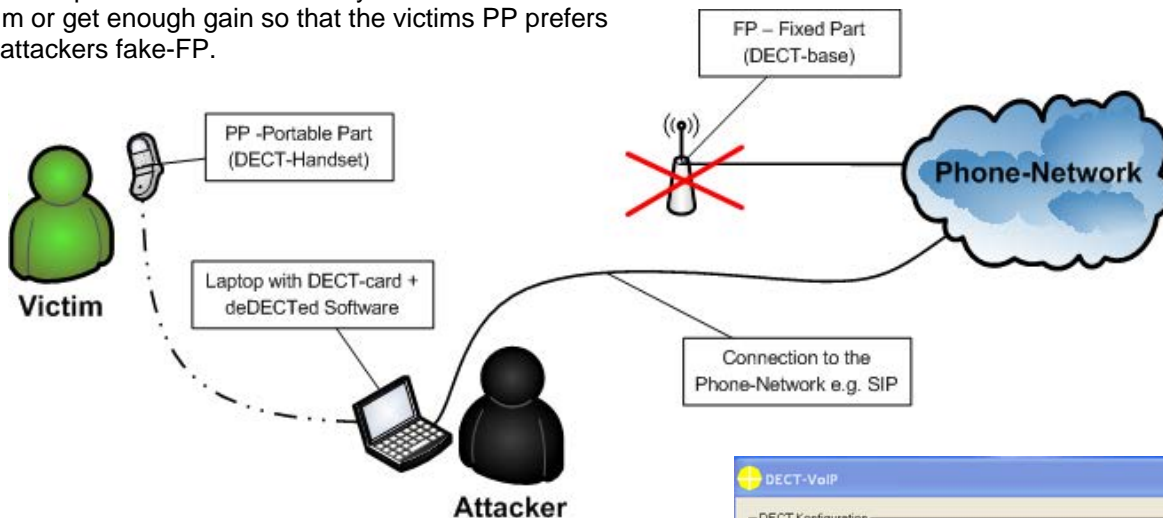 m or get enough gain so that the victims PP prefers
attackers fake-FP.
FP – Fixed Part
(DECT-base)
PP -Portable Part
(DECT-Handset)
Phone-Network
Victim
Laptop with DECT-card +
deDECTed Software
Connection to the
Phone-Network e.g. SIP
Attacker
DECT-VoIP
DECT Konfiguration